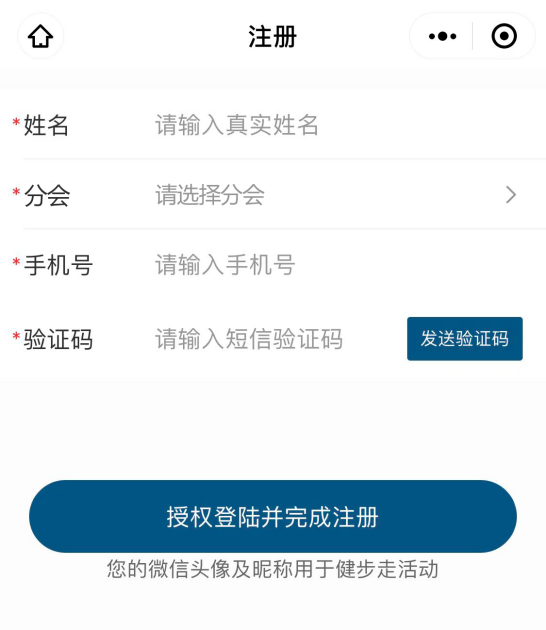 注册
*姓名 请输入真实姓名
*分会 请选择分会
*手机号 请输入手机号
*验证码 请输入短信验证码 发送验证码
授权登陆并完成注册
您的微信头像及昵称用于健步走活动